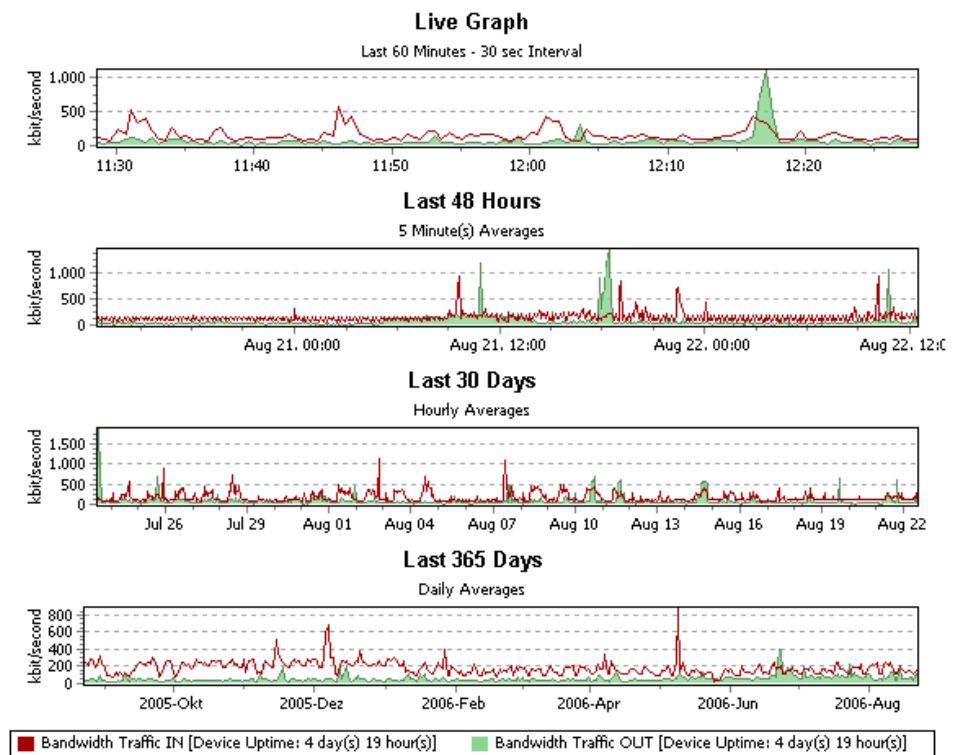 Live Graph
Last 60 Minutes - 30 sec Interval
kbit/second
1.000
500
0
11:30 11:40 11:50 12:00 12:10 12:20
Last 48 Hours
5 Minute(s) Averages
kbit/second
1.000
500
0
Aug 21. 00:00 Aug 21. 12:00 Aug 22. 00:00 Aug 22. 12:0
Last 30 Days
Hourly Averages
kbit/second
1.500
1.000
500
0
Jul 26 Jul 29 Aug 01 Aug 04 Aug 07 Aug 10 Aug 13 Aug 16 Aug 19 Aug 22
Last 365 Days
Daily Averages
kbit/second
800
600
400
200
0
2005-Okt 2005-Dez 2006-Feb 2006-Apr 2006-Jun 2006-Aug
Bandwidth Traffic IN [Device Uptime: 4 day(s) 19 hour(s)] Bandwidth Traffic OUT [Device Uptime: 4 day(s) 19 hour(s)]